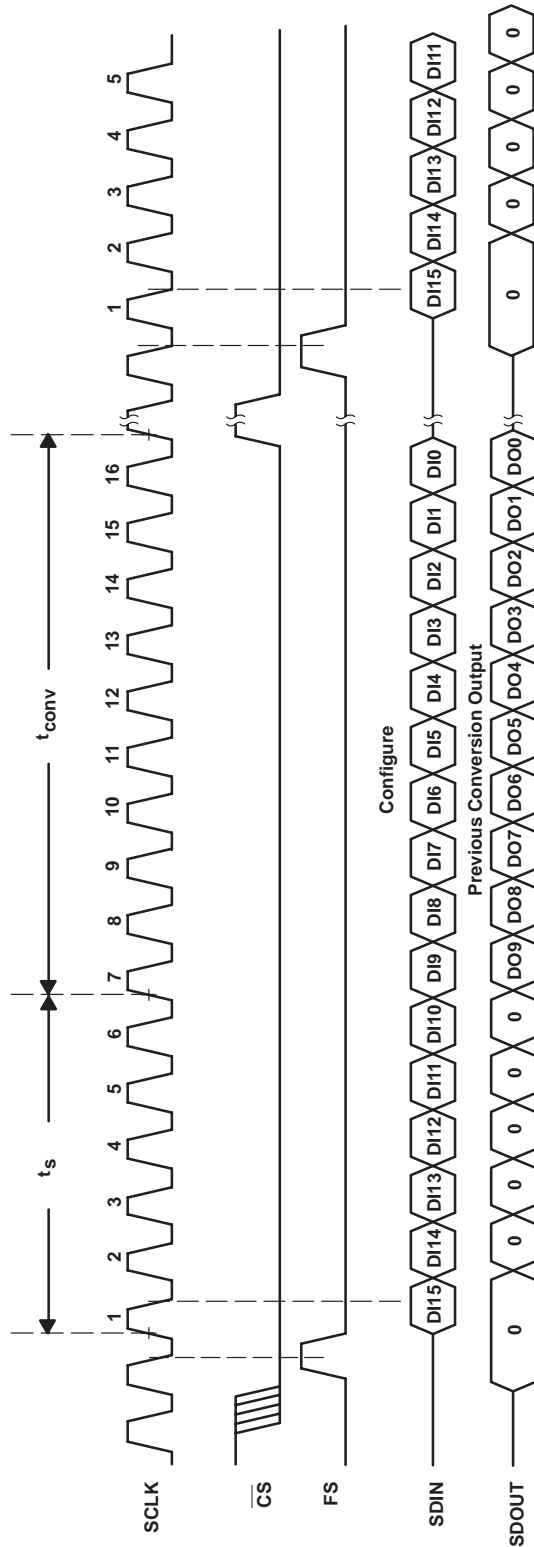 t_s t_conv
1 2 3 4 5 6 7 8 9 10 11 12 13 14 15 16 1 2 3 4 5
SCLK
CS
FS
Configure
SDIN DI15 DI14 DI13 DI12 DI11 DI10 DI9 DI8 DI7 DI6 DI5 DI4 DI3 DI2 DI1 DI0 DI15 DI14 DI13 DI12 DI11
Previous Conversion Output
SDOUT 0 0 0 0 0 0 DO9 DO8 DO7 DO6 DO5 DO4 DO3 DO2 DO1 DO0 0 0 0 0 0